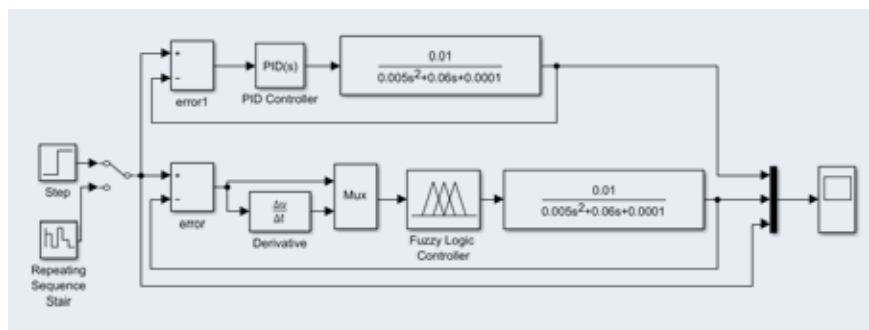 +
−
error1
PID(s)
PID Controller
0.01
0.005s²+0.06s+0.0001
Step
+
−
error
Δu
Δt
Derivative
Mux
Fuzzy Logic
Controller
0.01
0.005s²+0.06s+0.0001
Repeating
Sequence
Stair